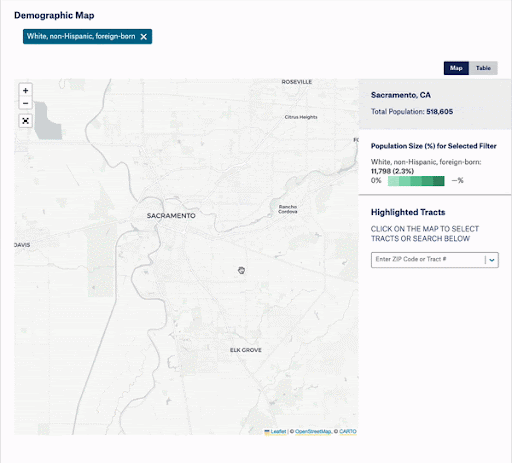 Demographic Map
White, non-Hispanic, foreign-born ✕
Map Table
+
−
ROSEVILLE
Citrus Heights
Rancho
Cordova
SACRAMENTO
DAVIS
ELK GROVE
Leaflet | © OpenStreetMap, © CARTO
Sacramento, CA
Total Population: 518,605
Population Size (%) for Selected Filter
White, non-Hispanic, foreign-born:
11,798 (2.3%)
0% —%
Highlighted Tracts
CLICK ON THE MAP TO SELECT
TRACTS OR SEARCH BELOW
Enter ZIP Code or Tract #